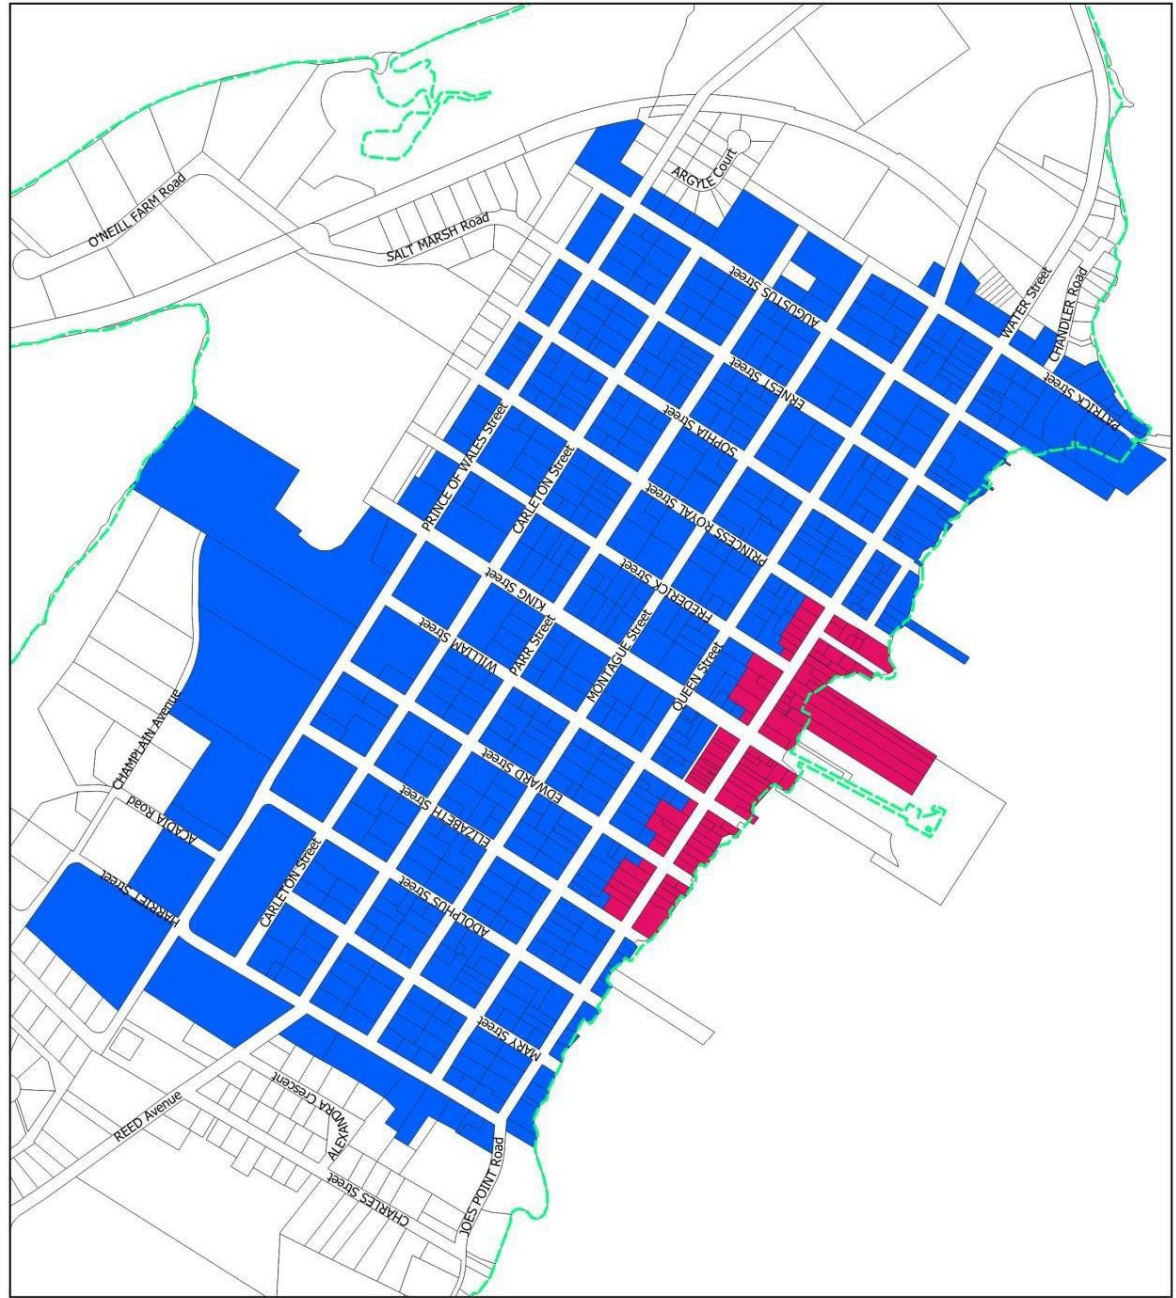 ARGYLE Court
O'NEILL FARM Road
SALT MARSH Road
WATER Street
CHANDLER Road
AUGUSTUS Street
ERNEST Street
PATRICK Street
SOPHIA Street
PRINCE OF WALES Street
CARLETON Street
PRINCESS ROYAL Street
FREDERICK Street
KING Street
WILLIAM Street
PARR Street
MONTAGUE Street
QUEEN Street
CHAMPLAIN Avenue
EDWARD Street
ELIZABETH Street
ACADIA Road
CARLETON Street
HARRIET Street
ADOLPHUS Street
MARY Street
REED Avenue
ALEXANDRA Crescent
CHARLES Street
JOES POINT Road